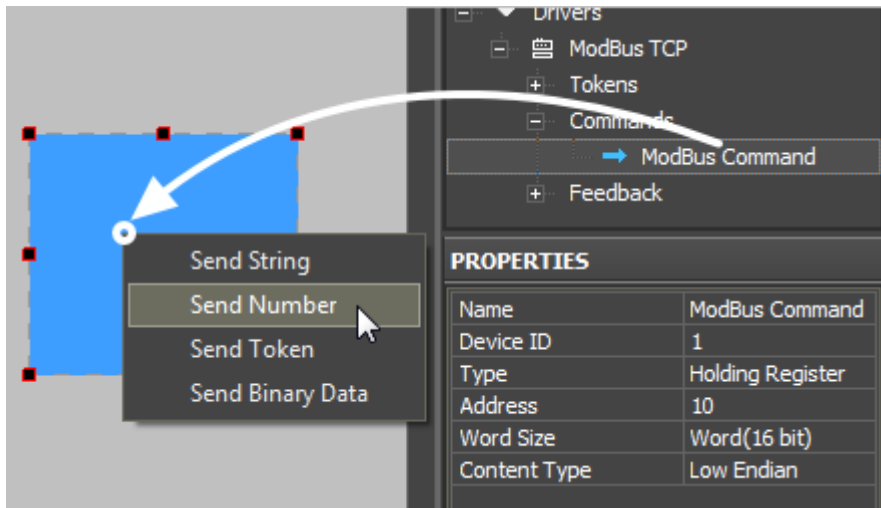 Drivers
ModBus TCP
Tokens
Commands
ModBus Command
Feedback
Send String
Send Number
Send Token
Send Binary Data
PROPERTIES
Name ModBus Command
Device ID 1
Type Holding Register
Address 10
Word Size Word(16 bit)
Content Type Low Endian